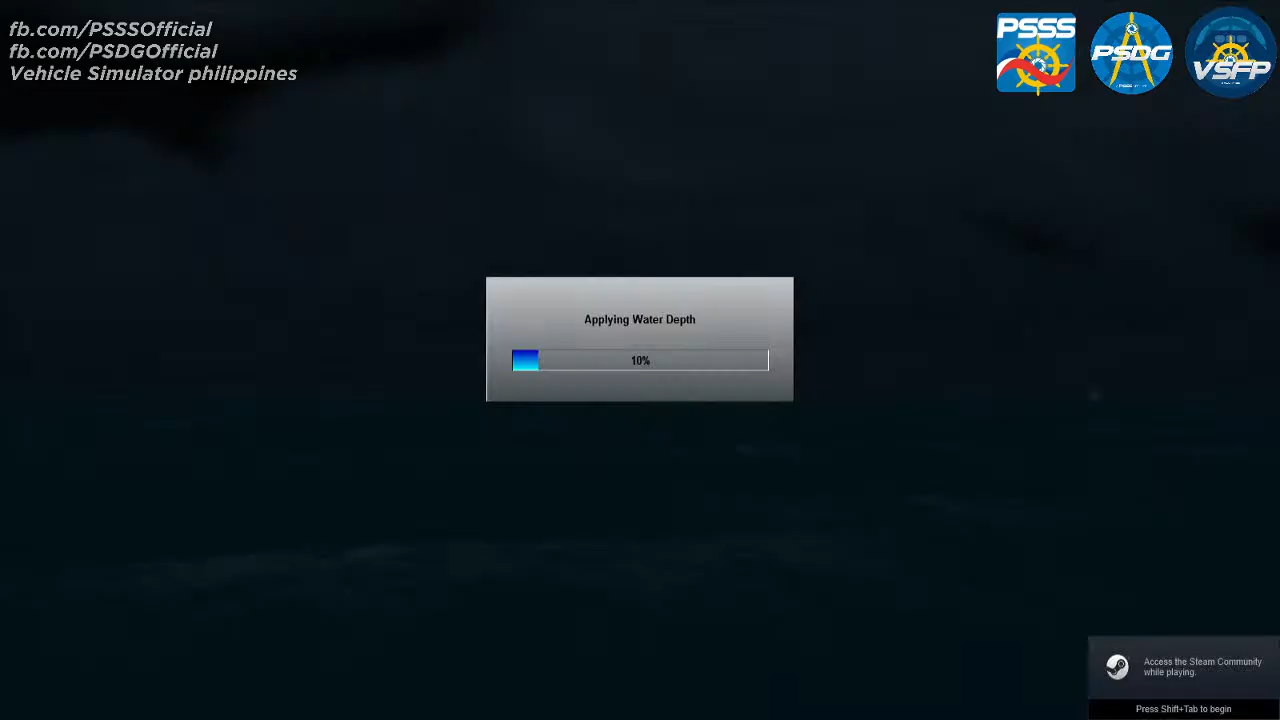 fb.com/PSSSOfficial
fb.com/PSDGOfficial
Vehicle Simulator philippines
PSSS
PSDG
VSFP
Applying Water Depth
10%
Access the Steam Community
while playing.
Press Shift+Tab to begin